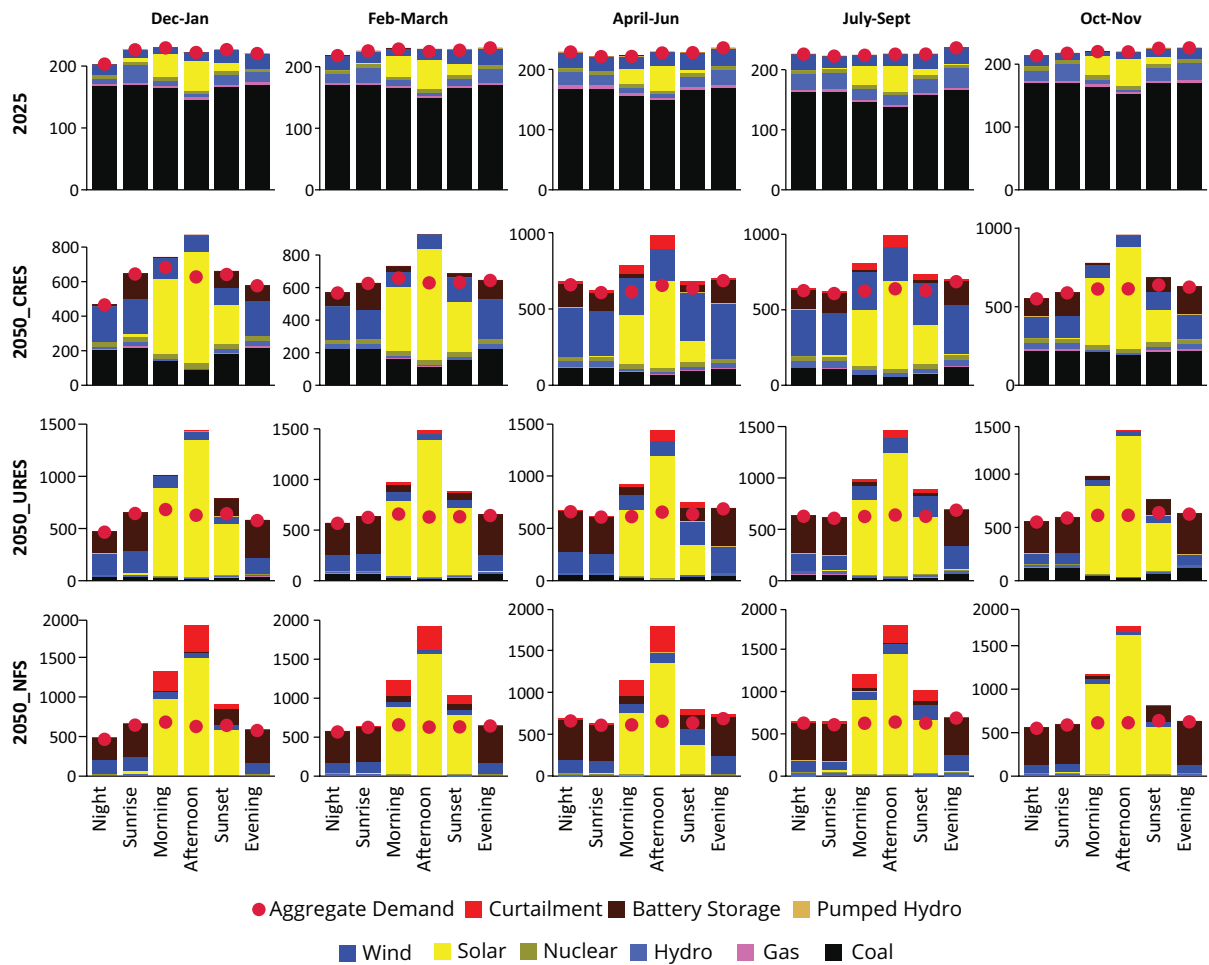 Dec-Jan Feb-March April-Jun July-Sept Oct-Nov
2025
200 200 200 200 200
100 100 100 100 100
0 0 0 0 0
2050_CRES
800 800 1000 1000 1000
600 600
400 400 500 500 500
200 200
0 0 0 0 0
2050_URES
1500 1500 1500 1500 1500
1000 1000 1000 1000 1000
500 500 500 500 500
0 0 0 0 0
2050_NFS
2000 2000 2000 2000 2000
1500 1500 1500 1500 1500
1000 1000 1000 1000 1000
500 500 500 500 500
0 0 0 0 0
Night Sunrise Morning Afternoon Sunset Evening Night Sunrise Morning Afternoon Sunset Evening Night Sunrise Morning Afternoon Sunset Evening Night Sunrise Morning Afternoon Sunset Evening Night Sunrise Morning Afternoon Sunset Evening
Aggregate Demand Curtailment Battery Storage Pumped Hydro
Wind Solar Nuclear Hydro Gas Coal